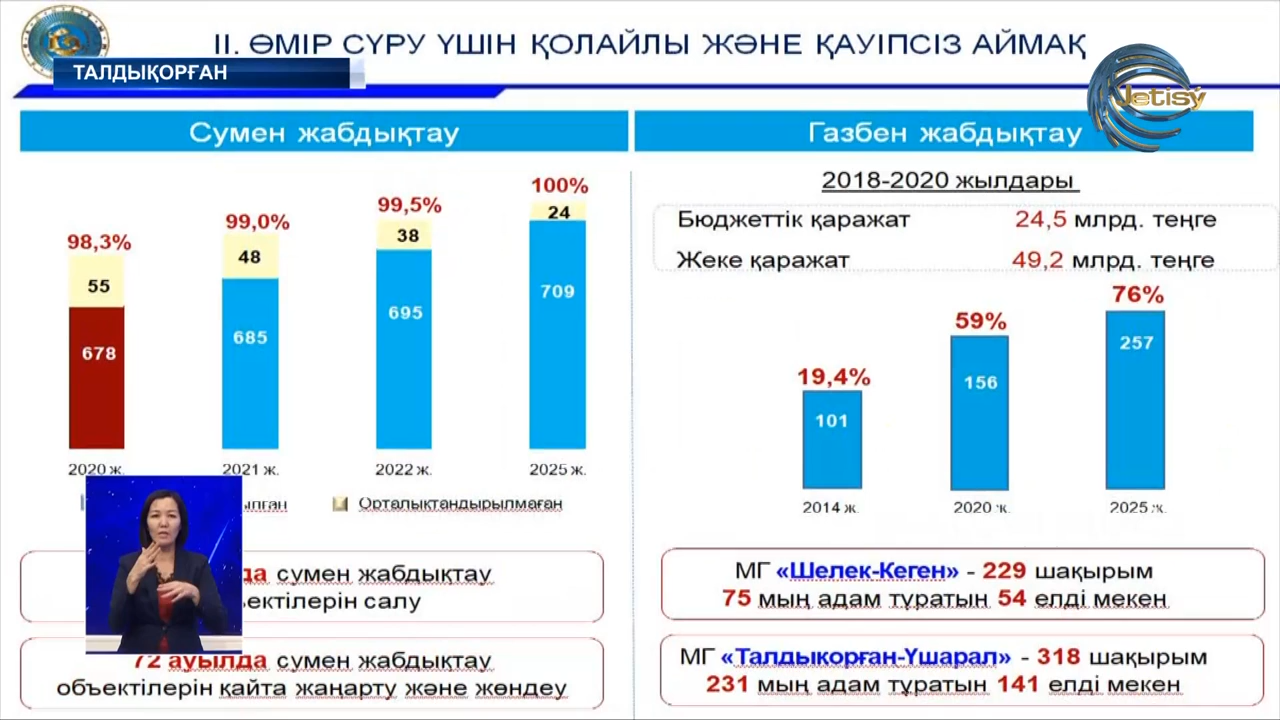 II. ӨМІР СҮРУ ҮШІН ҚОЛАЙЛЫ ЖӘНЕ ҚАУІПСІЗ АЙМАҚ
ТАЛДЫҚОРҒАН
Jetisý
Сумен жабдықтау
98,3%
99,0%
99,5%
100%
55
48
38
24
678
685
695
709
2020 ж.
2021 ж.
2022 ж.
2025 ж.
Орталықтандырылмаған
сумен жабдықтау
салу
72 ауылда сумен жабдықтау
объектілерін қайта жаңарту және жөндеу
Газбен жабдықтау
2018-2020 жылдары
Бюджеттік қаражат 24,5 млрд. теңге
Жеке қаражат 49,2 млрд. теңге
19,4%
59%
76%
101
156
257
2014 ж.
2020 ж.
2025 ж.
МГ «Шелек-Кеген» - 229 шақырым
75 мың адам тұратын 54 елді мекен
МГ «Талдыкорған-Үшарал» - 318 шақырым
231 мың адам тұратын 141 елді мекен